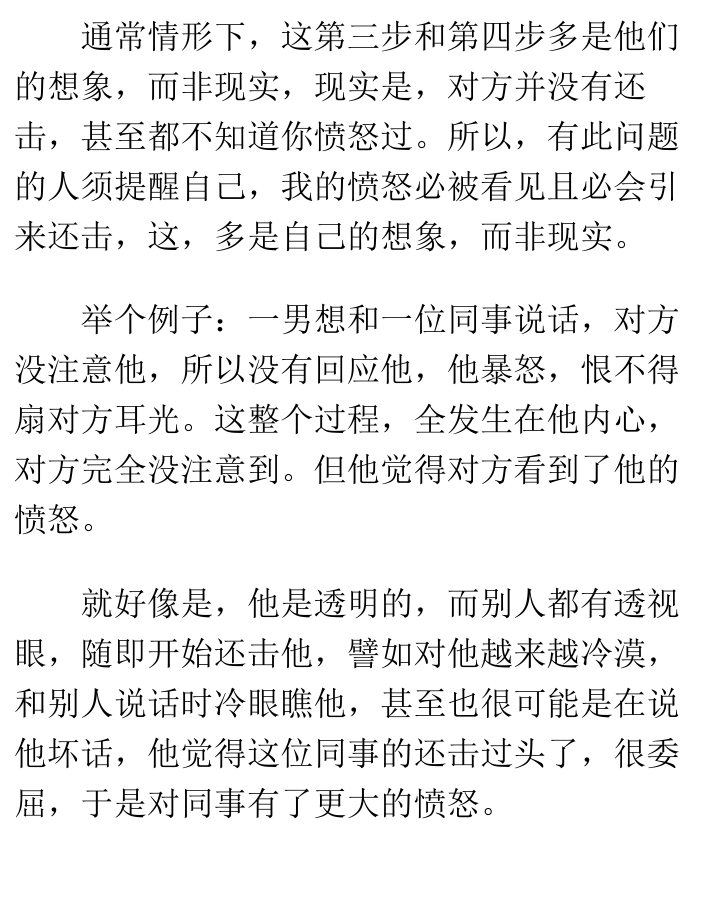 通常情形下，这第三步和第四步多是他们
的想象，而非现实，现实是，对方并没有还
击，甚至都不知道你愤怒过。所以，有此问题
的人须提醒自己，我的愤怒必被看见且必会引
来还击，这，多是自己的想象，而非现实。
举个例子：一男想和一位同事说话，对方
没注意他，所以没有回应他，他暴怒，恨不得
扇对方耳光。这整个过程，全发生在他内心，
对方完全没注意到。但他觉得对方看到了他的
愤怒。
就好像是，他是透明的，而别人都有透视
眼，随即开始还击他，譬如对他越来越冷漠，
和别人说话时冷眼瞧他，甚至也很可能是在说
他坏话，他觉得这位同事的还击过头了，很委
屈，于是对同事有了更大的愤怒。